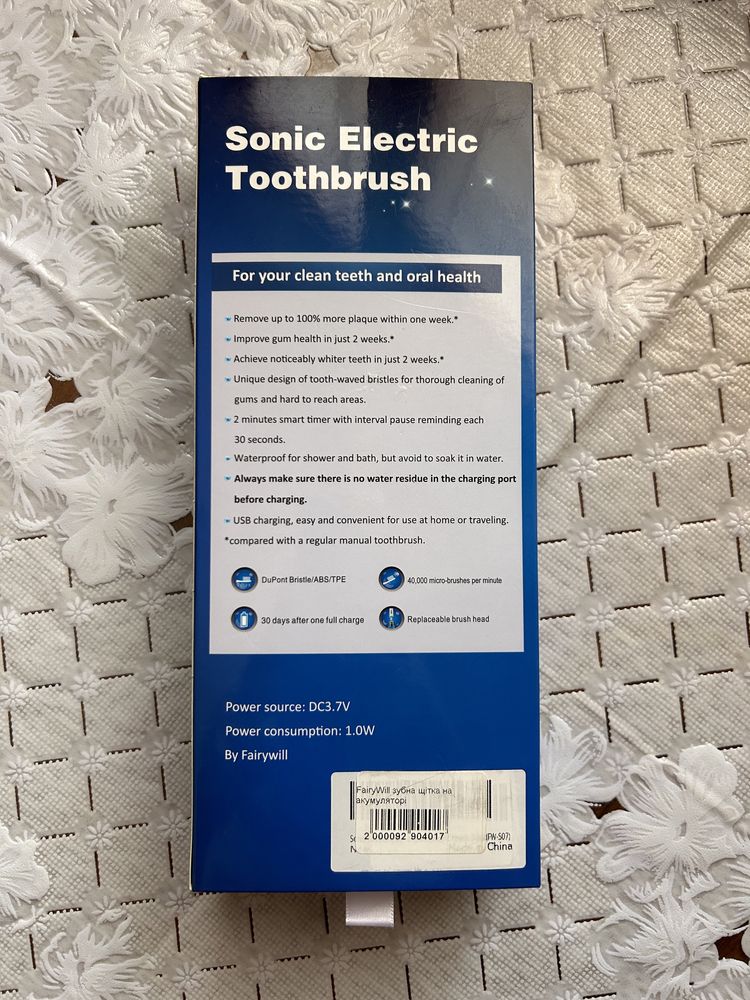 Sonic Electric
Toothbrush
For your clean teeth and oral health
Remove up to 100% more plaque within one week.*
Improve gum health in just 2 weeks.*
Achieve noticeably whiter teeth in just 2 weeks.*
Unique design of tooth-waved bristles for thorough cleaning of
gums and hard to reach areas.
2 minutes smart timer with interval pause reminding each
30 seconds.
Waterproof for shower and bath, but avoid to soak it in water.
Always make sure there is no water residue in the charging port
before charging.
USB charging, easy and convenient for use at home or traveling.
*compared with a regular manual toothbrush.
DuPont Bristle/ABS/TPE
40,000 micro-brushes per minute
30 days after one full charge
Replaceable brush head
Power source: DC3.7V
Power consumption: 1.0W
By Fairywill
FairyWill зубна щітка на
акумуляторі
2 000092 904017
(FW-507)
China